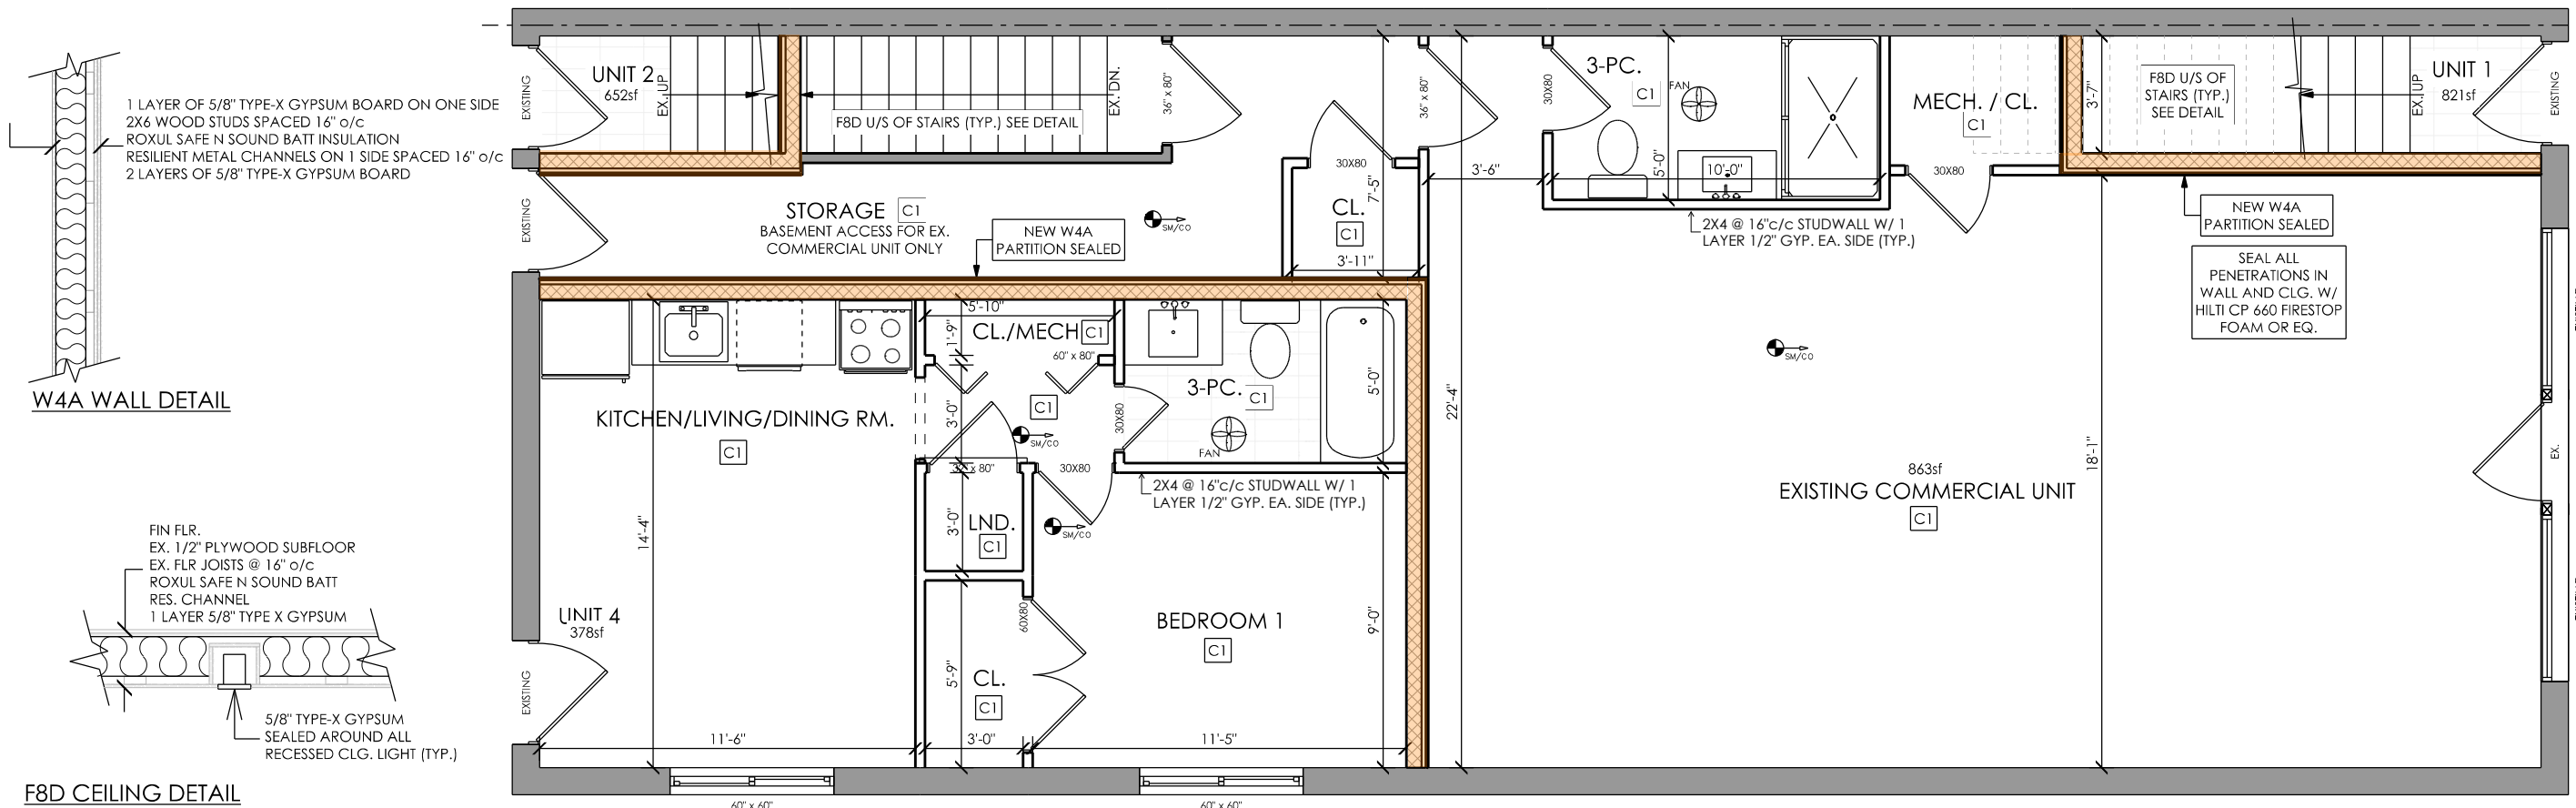 1 LAYER OF 5/8" TYPE-X GYPSUM BOARD ON ONE SIDE
2X6 WOOD STUDS SPACED 16" o/c
ROXUL SAFE N SOUND BATT INSULATION
RESILIENT METAL CHANNELS ON 1 SIDE SPACED 16" o/c
2 LAYERS OF 5/8" TYPE-X GYPSUM BOARD
W4A WALL DETAIL
FIN FLR.
EX. 1/2" PLYWOOD SUBFLOOR
EX. FLR JOISTS @ 16" o/c
ROXUL SAFE N SOUND BATT
RES. CHANNEL
1 LAYER 5/8" TYPE X GYPSUM
5/8" TYPE-X GYPSUM
SEALED AROUND ALL
RECESSED CLG. LIGHT (TYP.)
F8D CEILING DETAIL
EXISTING
UNIT 2
652sf
EX. UP
F8D U/S OF STAIRS (TYP.) SEE DETAIL
EX. DN.
36" x 80"
EXISTING
STORAGE C1
BASEMENT ACCESS FOR EX.
COMMERCIAL UNIT ONLY
NEW W4A
PARTITION SEALED
SM/CO
30X80
CL.
C1
7'-5"
3'-11"
36" x 80"
3'-6"
30X80
3-PC.
C1
FAN
5'-0"
10'-0"
2X4 @ 16"c/c STUDWALL W/ 1
LAYER 1/2" GYP. EA. SIDE (TYP.)
MECH. / CL.
C1
30X80
3'-7"
F8D U/S OF
STAIRS (TYP.)
SEE DETAIL
EX. UP
UNIT 1
821sf
EXISTING
NEW W4A
PARTITION SEALED
SEAL ALL
PENETRATIONS IN
WALL AND CLG. W/
HILTI CP 660 FIRESTOP
FOAM OR EQ.
SM/CO
22'-4"
18'-1"
863sf
EXISTING COMMERCIAL UNIT
C1
EX.
5'-10"
1'-9"
CL./MECH C1
60" x 80"
3'-0"
C1
SM/CO
30X80
3-PC. C1
FAN
5'-0"
KITCHEN/LIVING/DINING RM.
C1
x 80"
30X80
2X4 @ 16"c/c STUDWALL W/ 1
LAYER 1/2" GYP. EA. SIDE (TYP.)
14'-4"
3'-0"
LND.
C1
SM/CO
UNIT 4
378sf
EXISTING
60X80
BEDROOM 1
C1
9'-0"
5'-9"
CL.
C1
11'-6"
3'-0"
11'-5"
60" x 60"
60" x 60"